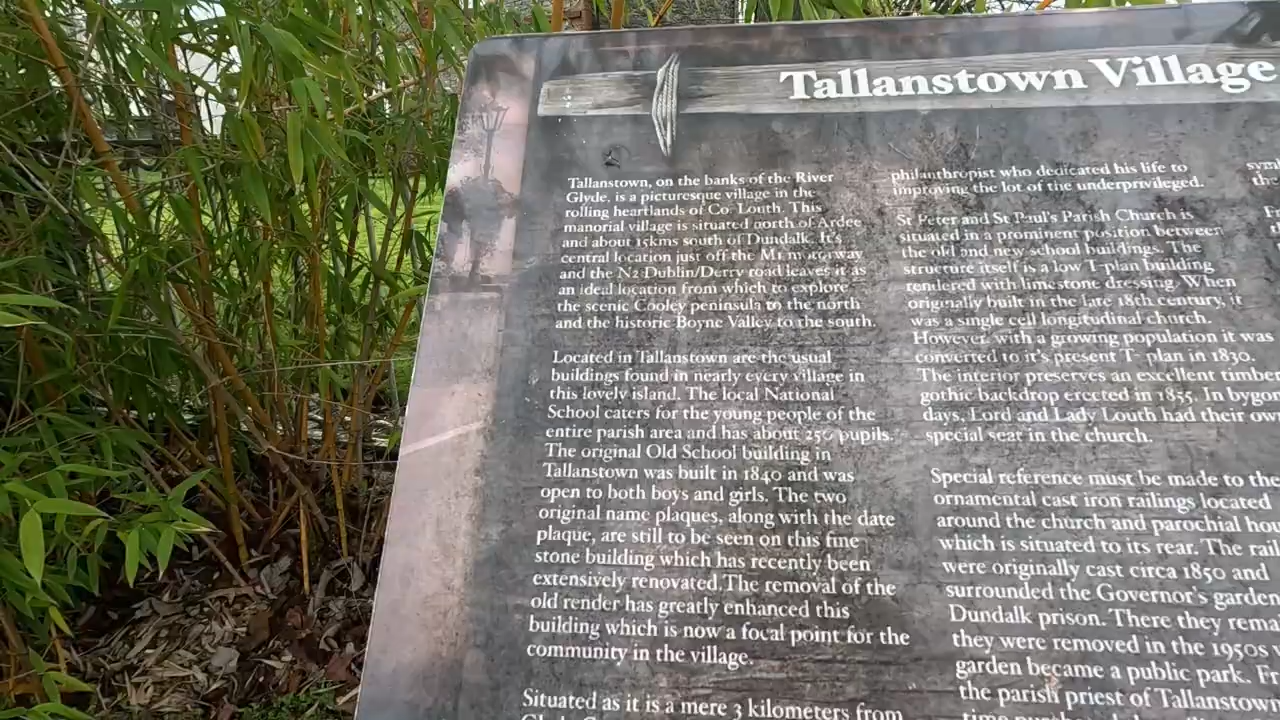 Tallanstown Village
Tallanstown, on the banks of the River
Glyde, is a picturesque village in the
rolling heartlands of Co. Louth. This
manorial village is situated north of Ardee
and about 15kms south of Dundalk. It's
central location just off the M1 motorway
and the N2 Dublin/Derry road leaves it as
an ideal location from which to explore
the scenic Cooley peninsula to the north
and the historic Boyne Valley to the south.
Located in Tallanstown are the usual
buildings found in nearly every village in
this lovely island. The local National
School caters for the young people of the
entire parish area and has about 250 pupils.
The original Old School building in
Tallanstown was built in 1840 and was
open to both boys and girls. The two
original name plaques, along with the date
plaque, are still to be seen on this fine
stone building which has recently been
extensively renovated.The removal of the
old render has greatly enhanced this
building which is now a focal point for the
community in the village.
Situated as it is a mere 3 kilometers from
philanthropist who dedicated his life to
improving the lot of the underprivileged.
St Peter and St Paul's Parish Church is
situated in a prominent position between
the old and new school buildings. The
structure itself is a low T-plan building
rendered with limestone dressing. When
originally built in the late 18th century, it
was a single cell longitudinal church.
However, with a growing population it was
converted to it's present T- plan in 1830.
The interior preserves an excellent timber
gothic backdrop erected in 1855. In bygon
days, Lord and Lady Louth had their own
special seat in the church.
Special reference must be made to the
ornamental cast iron railings located
around the church and parochial hou
which is situated to its rear. The rail
were originally cast circa 1850 and
surrounded the Governor's garden
Dundalk prison. There they rema
they were removed in the 1950s w
garden became a public park. Fr
the parish priest of Tallanstown